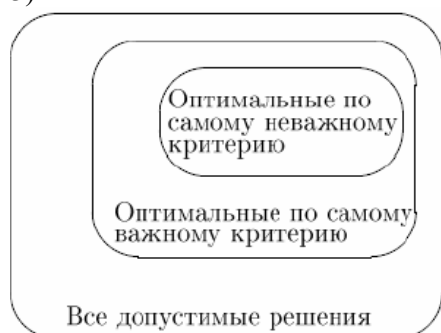 Оптимальные по
самому неважному
критерию
Оптимальные по самому
важному критерию
Все допустимые решения